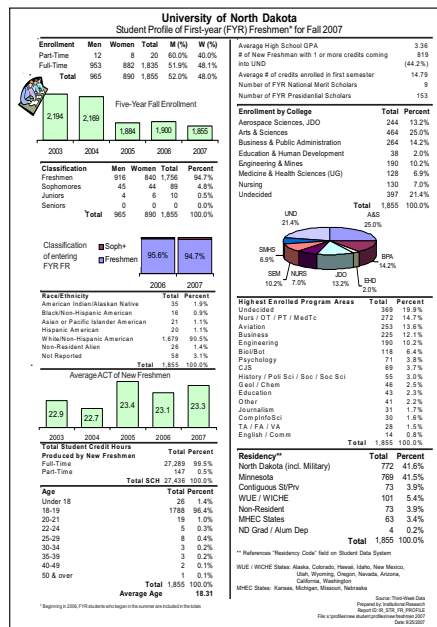 University of North Dakota
Student Profile of First-year (FYR) Freshmen* for Fall 2007
Enrollment Men Women Total M (%) W (%)
Part-Time 12 8 20 60.0% 40.0%
Full-Time 953 882 1,835 51.9% 48.1%
Total 965 890 1,855 52.0% 48.0%
Five-Year Fall Enrollment
2,194 2,169 1,884 1,900 1,855
2003 2004 2005 2006 2007
Classification Men Women Total Percent
Freshmen 916 840 1,756 94.7%
Sophomores 45 44 89 4.8%
Juniors 4 6 10 0.5%
Seniors 0 0 0 0.0%
Total 965 890 1,855 100.0%
Classification
of entering
FYR FR
Soph+
Freshmen
95.6% 94.7%
2006 2007
Race/Ethnicity Total Percent
American Indian/Alaskan Native 35 1.9%
Black/Non-Hispanic American 16 0.9%
Asian or Pacific Islander American 21 1.1%
Hispanic American 20 1.1%
White/Non-Hispanic American 1,679 90.5%
Non-Resident Alien 26 1.4%
Not Reported 58 3.1%
Total 1,855 100.0%
Average ACT of New Freshmen
22.9 22.7 23.4 23.1 23.3
2003 2004 2005 2006 2007
Total Student Credit Hours
Produced by New Freshmen Total Percent
Full-Time 27,289 99.5%
Part-Time 147 0.5%
Total SCH 27,436 100.0%
Age Total Percent
Under 18 26 1.4%
18-19 1788 96.4%
20-21 19 1.0%
22-24 5 0.3%
25-29 8 0.4%
30-34 3 0.2%
35-39 3 0.2%
40-49 2 0.1%
50 & over 1 0.1%
Total 1,855 100.0%
Average Age 18.31
* Beginning in 2006, FYR students who began in the summer are included in the totals
Average High School GPA 3.36
# of New Freshmen with 1 or more credits coming 819
into UND (44.2%)
Average # of credits enrolled in first semester 14.79
Number of FYR National Merit Scholars 9
Number of FYR Presidential Scholars 153
Enrollment by College Total Percent
Aerospace Sciences, JDO 244 13.2%
Arts & Sciences 464 25.0%
Business & Public Administration 264 14.2%
Education & Human Development 38 2.0%
Engineering & Mines 190 10.2%
Medicine & Health Sciences (UG) 128 6.9%
Nursing 130 7.0%
Undecided 397 21.4%
Total 1,855 100.0%
UND
21.4%
A&S
25.0%
SMHS
6.9%
BPA
14.2%
SEM
10.2%
NURS
7.0%
JDO
13.2%
EHD
2.0%
Highest Enrolled Program Areas Total Percent
Undecided 369 19.9%
Nurs / OT / PT / MedTc 272 14.7%
Aviation 253 13.6%
Business 225 12.1%
Engineering 190 10.2%
Biol/Bot 118 6.4%
Psychology 71 3.8%
CJS 69 3.7%
History / Poli Sci / Soc / Soc Sci 55 3.0%
Geol / Chem 46 2.5%
Education 43 2.3%
Other 41 2.2%
Journalism 31 1.7%
CompInfoSci 30 1.6%
TA / FA / VA 28 1.5%
English / Comm 14 0.8%
Total 1,855 100.0%
Residency** Total Percent
North Dakota (incl. Military) 772 41.6%
Minnesota 769 41.5%
Contiguous St/Prv 73 3.9%
WUE / WICHE 101 5.4%
Non-Resident 73 3.9%
MHEC States 63 3.4%
ND Grad / Alum Dep 4 0.2%
Total 1,855 100.0%
** References "Residency Code" field on Student Data System
WUE / WICHE States: Alaska, Colorado, Hawaii, Idaho, New Mexico,
Utah, Wyoming, Oregon, Nevada, Arizona,
California, Washington
MHEC States: Kansas, Michigan, Missouri, Nebraska
Source: Third-Week Data
Prepared by: Institutional Research
Report ID: IR_STR_FR_PROFILE
File: s:\profiles\new student\profiles\new freshmen 2007
Date: 9/25/2007